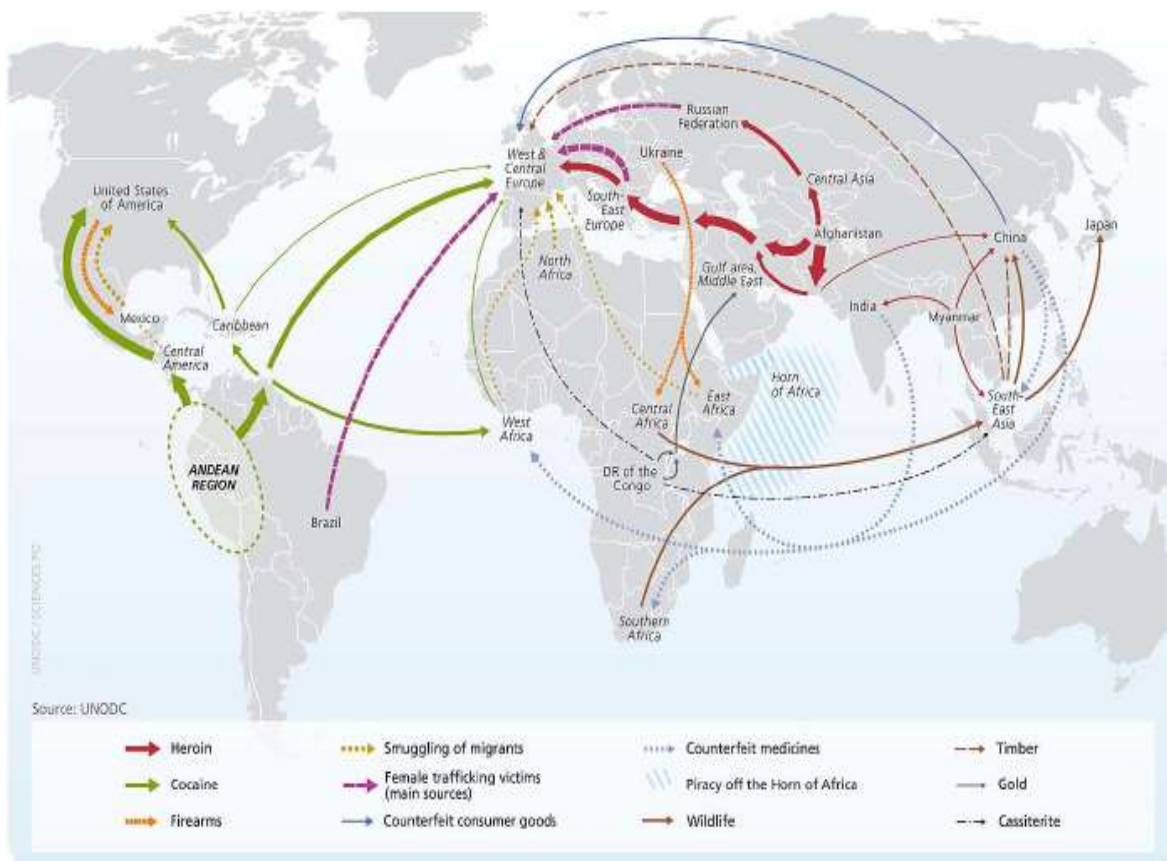 Russian
Federation
West &
Central
Europe
Ukraine
United States
of America
Central Asia
South-
East
Europe
Afghanistan
China
Japan
North
Africa
Gulf area,
Middle East
India
Myanmar
Mexico
Caribbean
Central
America
Horn
of Africa
West
Africa
Central
Africa
East
Africa
South-
East
Asia
ANDEAN
REGION
DR of the
Congo
Brazil
Southern
Africa
UNODC / SCIENCES PO
Source: UNODC
Heroin
Smuggling of migrants
Counterfeit medicines
Timber
Cocaine
Female trafficking victims
(main sources)
Piracy off the Horn of Africa
Gold
Firearms
Counterfeit consumer goods
Wildlife
Cassiterite